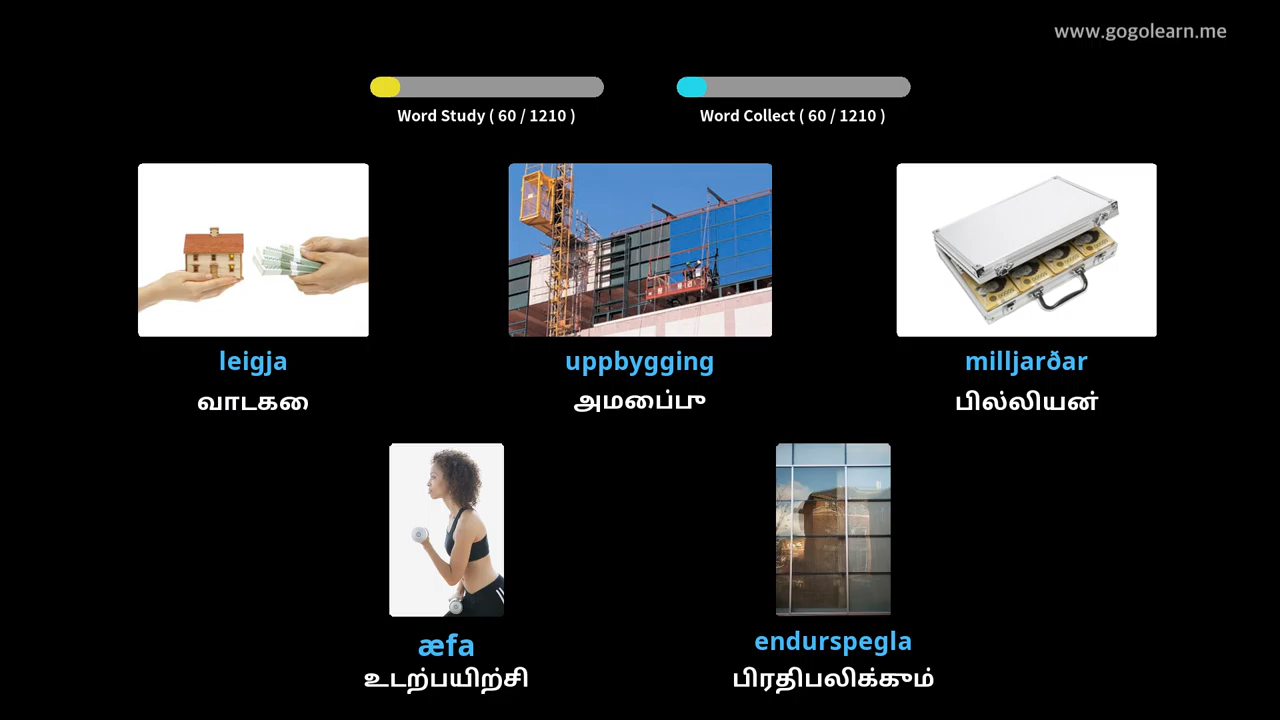 www.gogolearn.me
Word Study ( 60 / 1210 )
Word Collect ( 60 / 1210 )
leigja
uppbygging
milljarðar
வாடகை
அமைப்பு
பில்லியன்
æfa
endurspegla
உடற்பயிற்சி
பிரதிபலிக்கும்